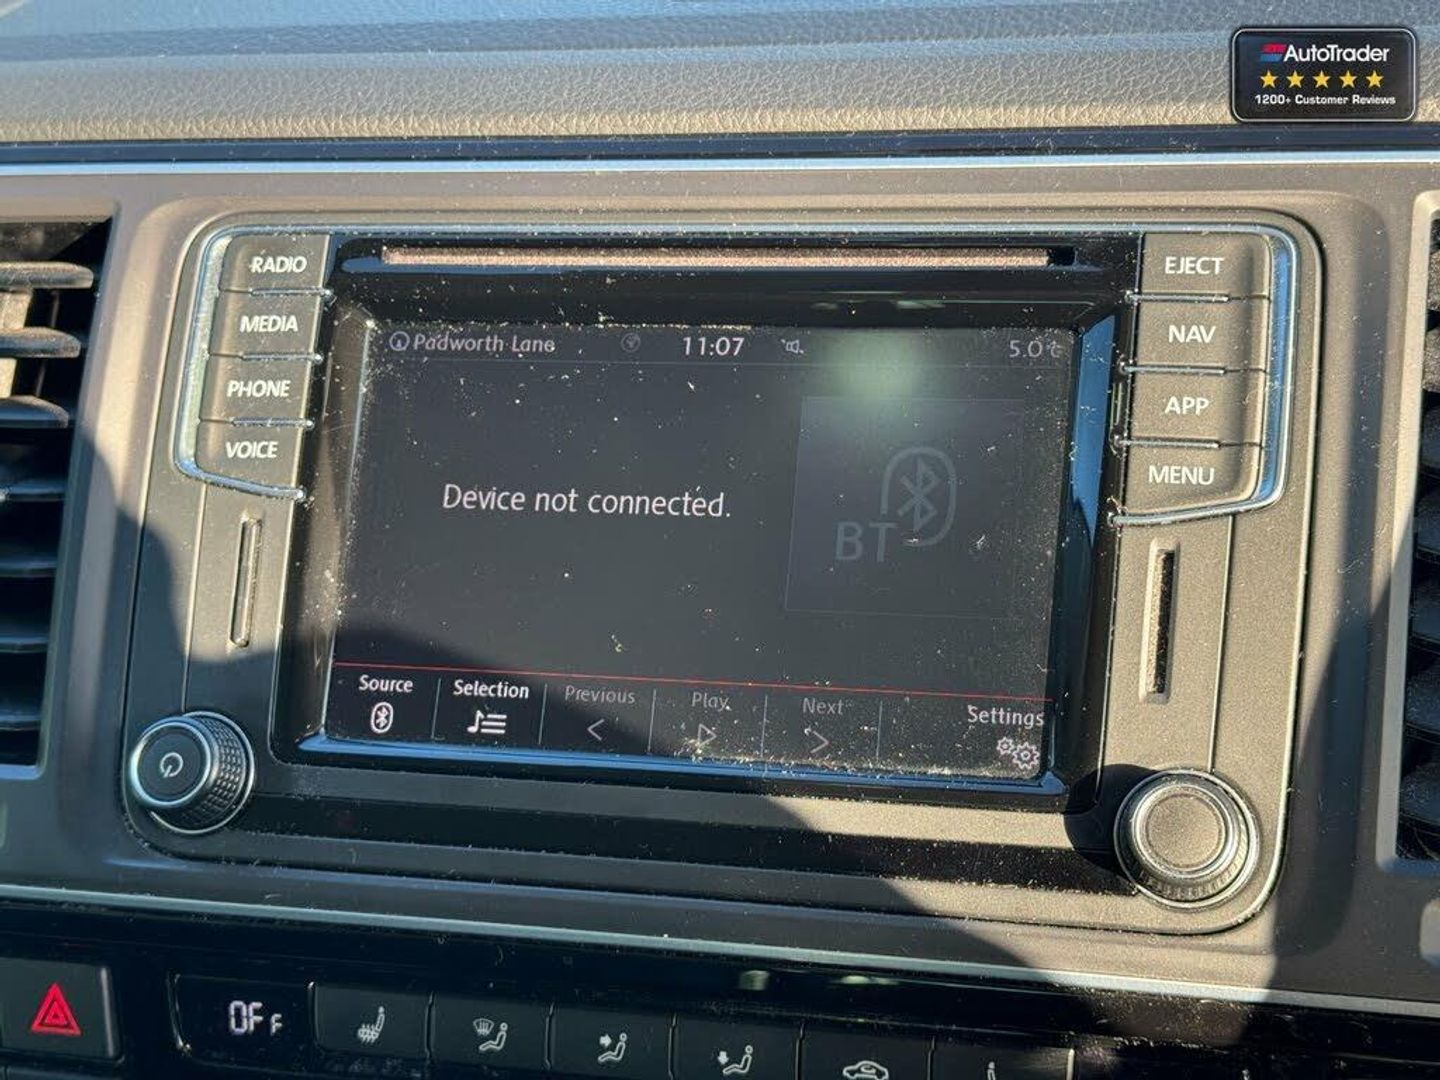 AutoTrader
1200+ Customer Reviews
RADIO
MEDIA
PHONE
VOICE
EJECT
NAV
APP
MENU
Padworth Lane 11:07 5.0°C
Device not connected.
BT
Source Selection Previous Play Next Settings
OFF